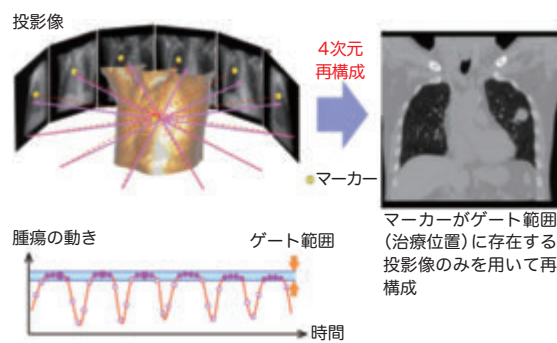 投影像
4次元
再構成
マーカー
マーカーがゲート範囲
(治療位置)に存在する
投影像のみを用いて再
構成
腫瘍の動き
ゲート範囲
時間